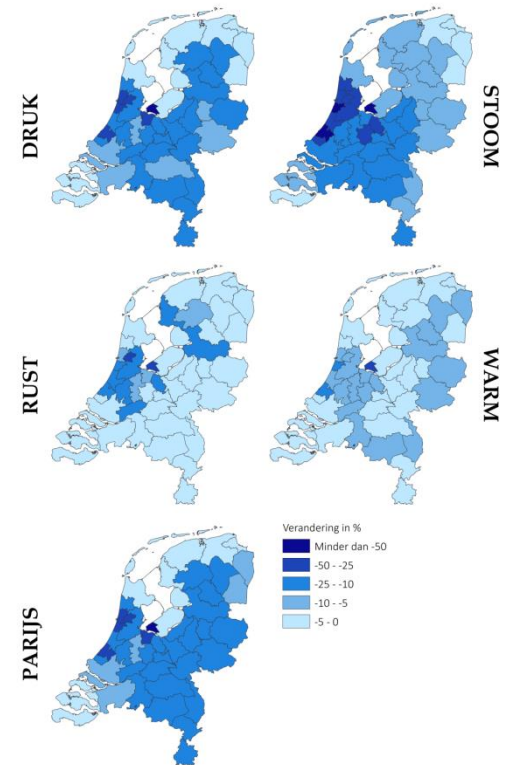 DRUK
STOOM
RUST
WARM
PARIJS
Verandering in %
Minder dan -50
-50 - -25
-25 - -10
-10 - -5
-5 - 0